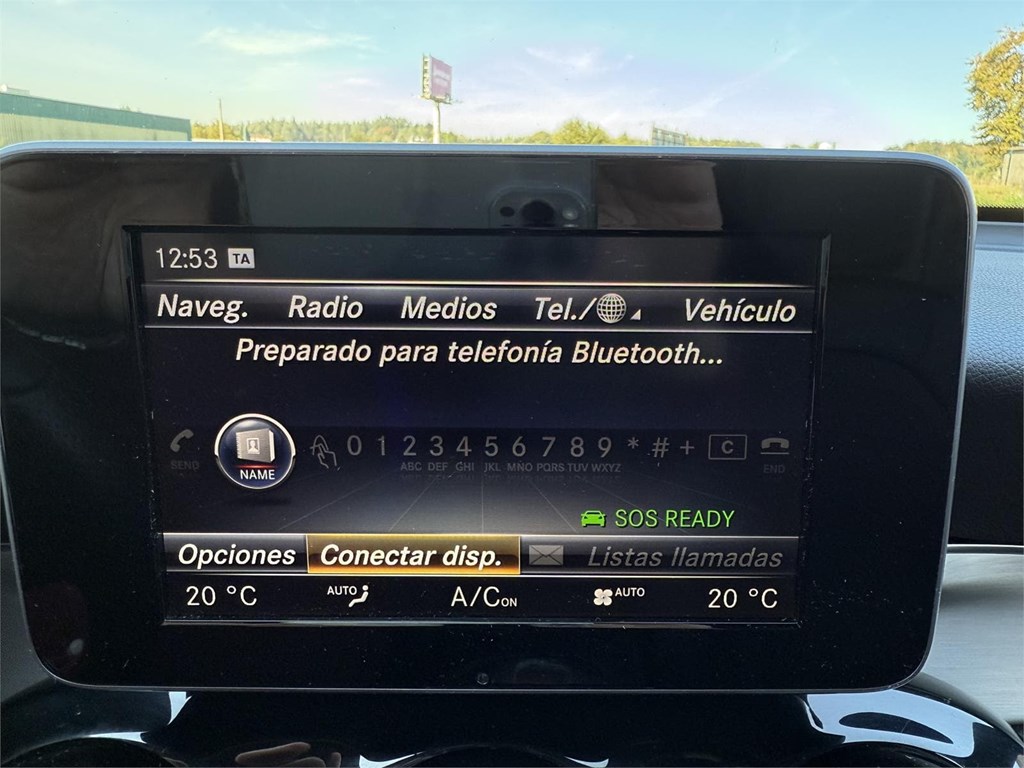 12:53 TA
Naveg. Radio Medios Tel./ Vehículo
Preparado para telefonía Bluetooth...
SEND NAME 0 1 2 3 4 5 6 7 8 9 * # + C END
ABC DEF GHI JKL MNO PQRS TUV WXYZ
SOS READY
Opciones Conectar disp. Listas llamadas
20 °C AUTO A/C ON AUTO 20 °C